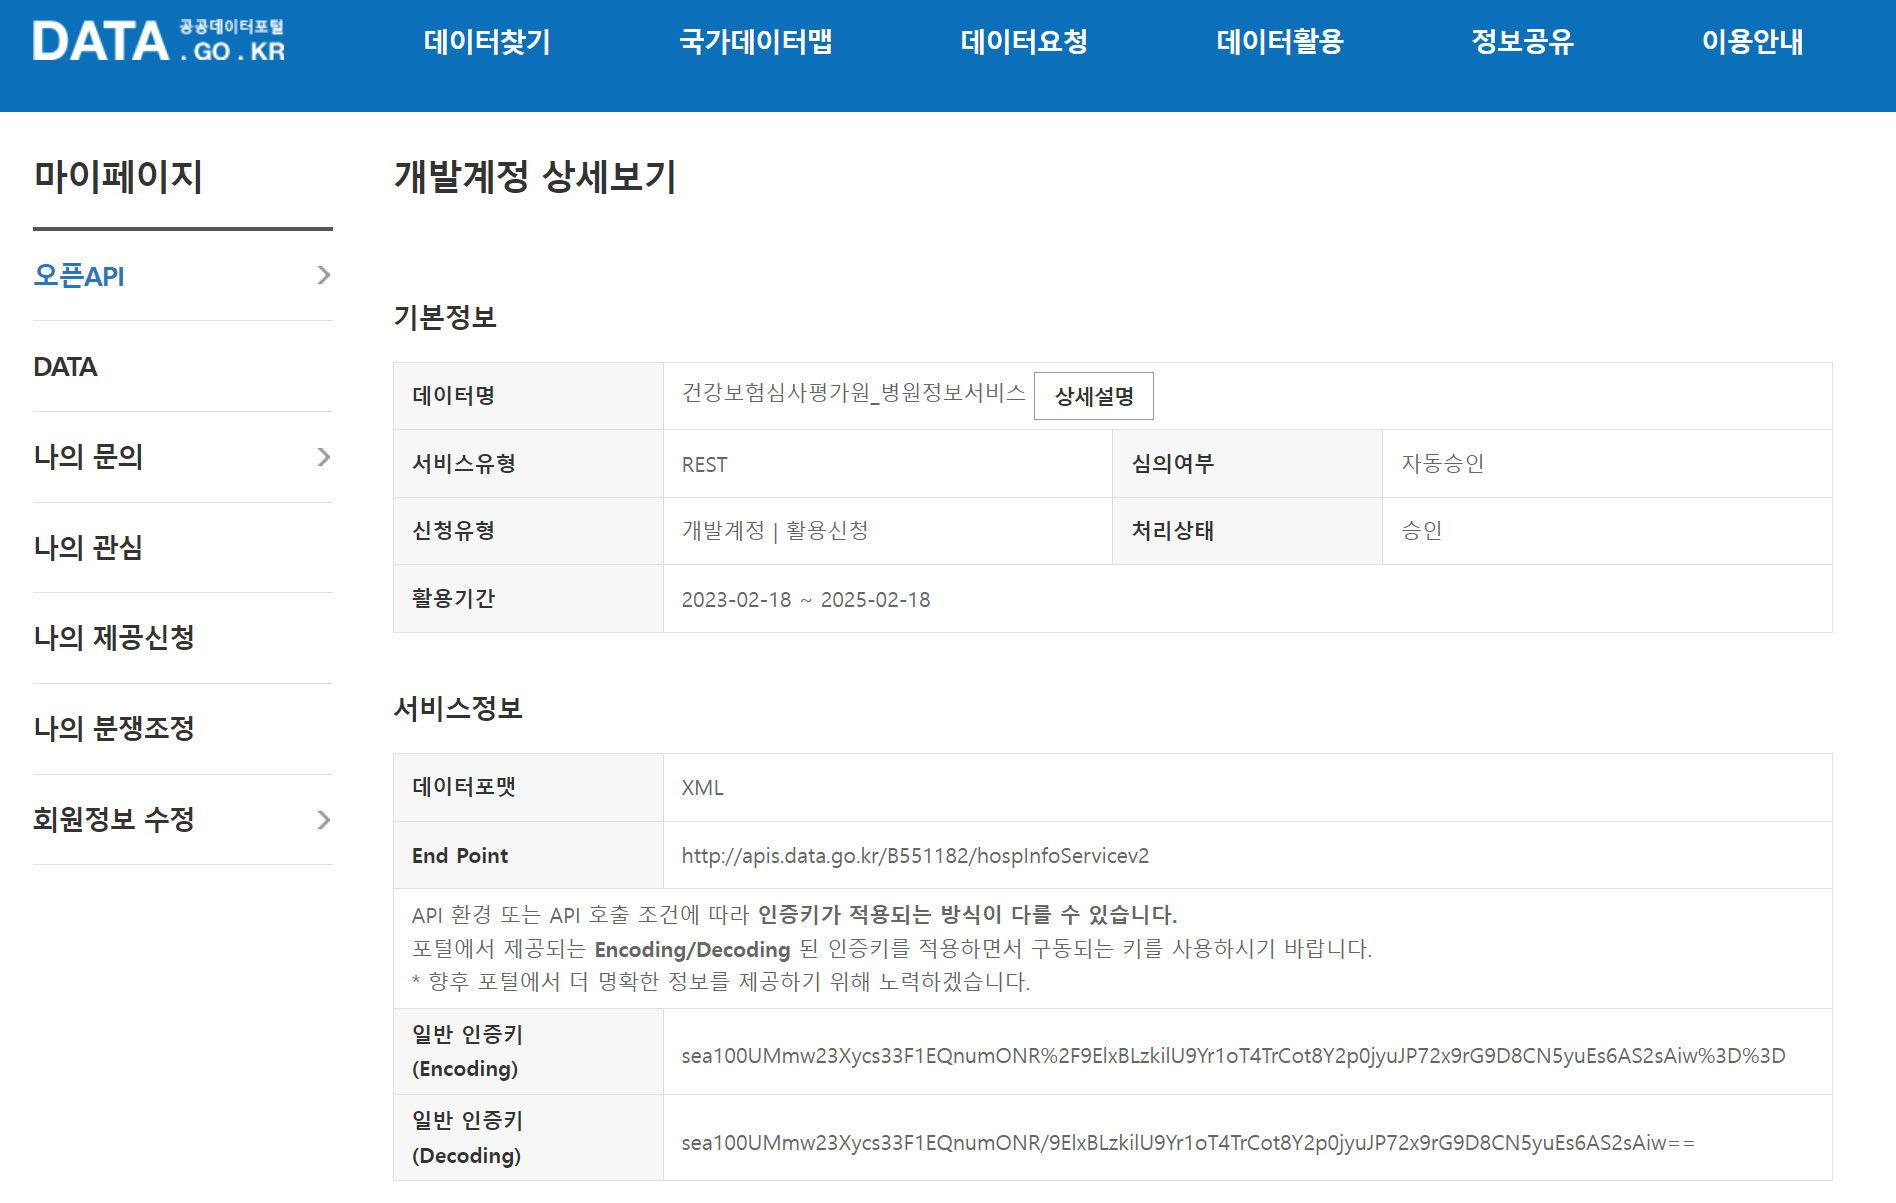 DATA 공공데이터포털
.GO.KR
데이터찾기 국가데이터맵 데이터요청 데이터활용 정보공유 이용안내
마이페이지
오픈API
DATA
나의 문의
나의 관심
나의 제공신청
나의 분쟁조정
회원정보 수정
개발계정 상세보기
기본정보
데이터명 건강보험심사평가원_병원정보서비스 상세설명
서비스유형 REST 심의여부 자동승인
신청유형 개발계정 | 활용신청 처리상태 승인
활용기간 2023-02-18 ~ 2025-02-18
서비스정보
데이터포맷 XML
End Point http://apis.data.go.kr/B551182/hospInfoServicev2
API 환경 또는 API 호출 조건에 따라 인증키가 적용되는 방식이 다를 수 있습니다.
포털에서 제공되는 Encoding/Decoding 된 인증키를 적용하면서 구동되는 키를 사용하시기 바랍니다.
* 향후 포털에서 더 명확한 정보를 제공하기 위해 노력하겠습니다.
일반 인증키
(Encoding)
sea100UMmw23Xycs33F1EQnumONR%2F9ElxBLzkilU9Yr1oT4TrCot8Y2p0jyuJP72x9rG9D8CN5yuEs6AS2sAiw%3D%3D
일반 인증키
(Decoding)
sea100UMmw23Xycs33F1EQnumONR/9ElxBLzkilU9Yr1oT4TrCot8Y2p0jyuJP72x9rG9D8CN5yuEs6AS2sAiw==